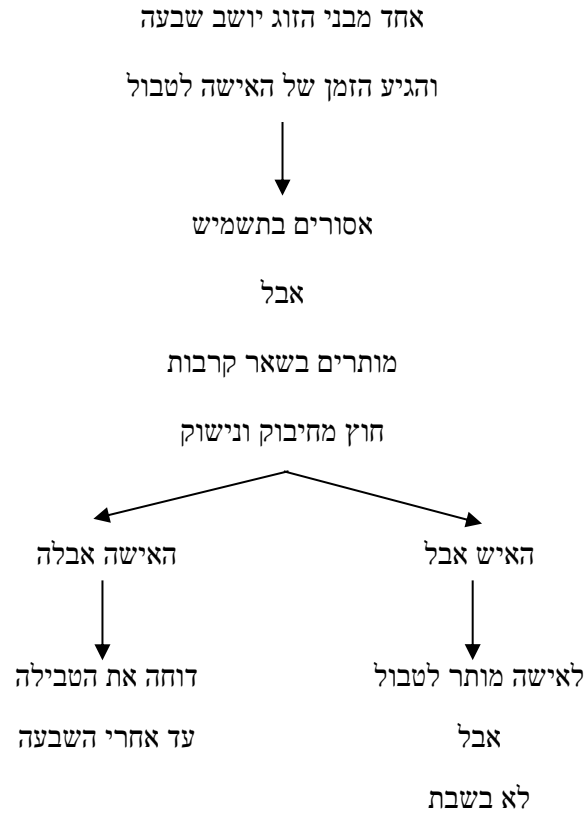 אחד מבני הזוג יושב שבעה
והגיע הזמן של האישה לטבול
אסורים בתשמיש
אבל
מותרים בשאר קרבות
חוץ מחיבוק ונישוק
האיש אבל
האישה אבלה
לאישה מותר לטבול
דוחה את הטבילה
אבל
עד אחרי השבעה
לא בשבת